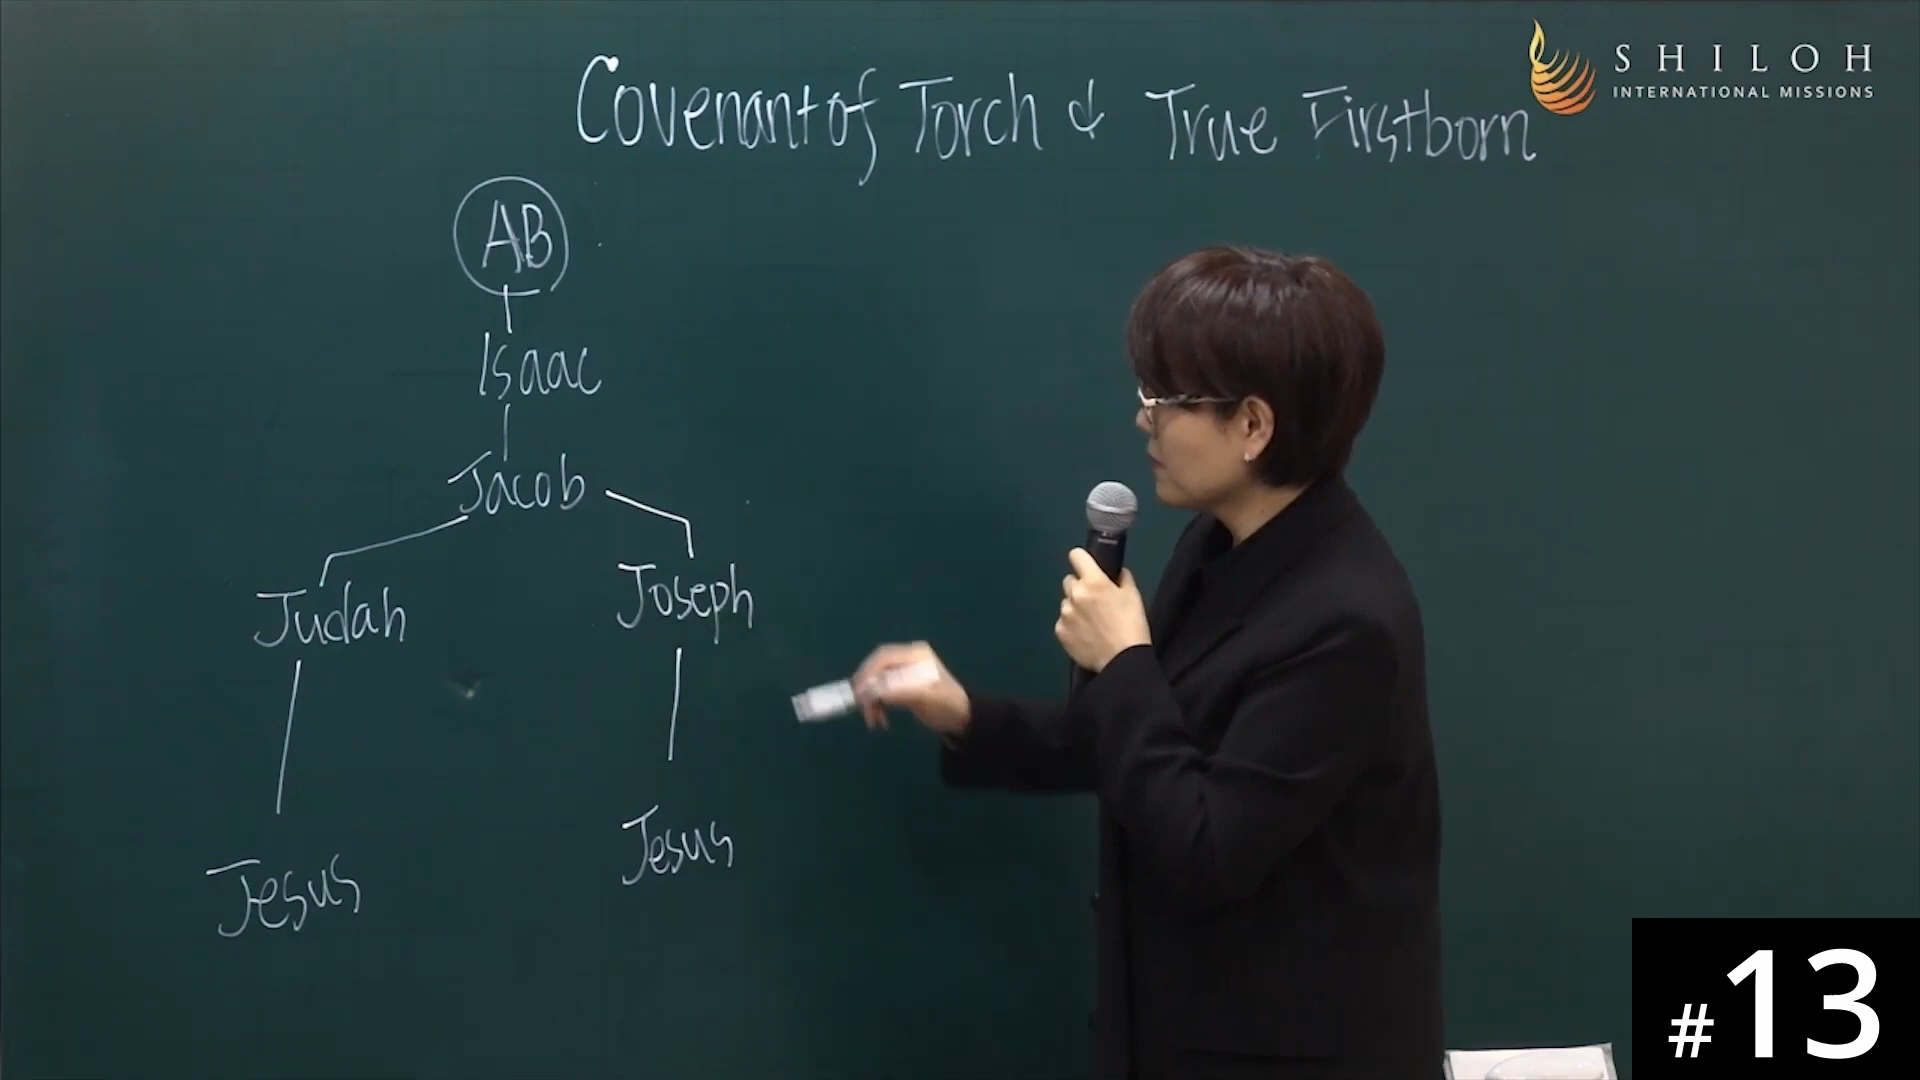 SHILOH
INTERNATIONAL MISSIONS
Covenant of Torch & True Firstborn
AB
Isaac
Jacob
Judah
Joseph
Jesus
Jesus
#13